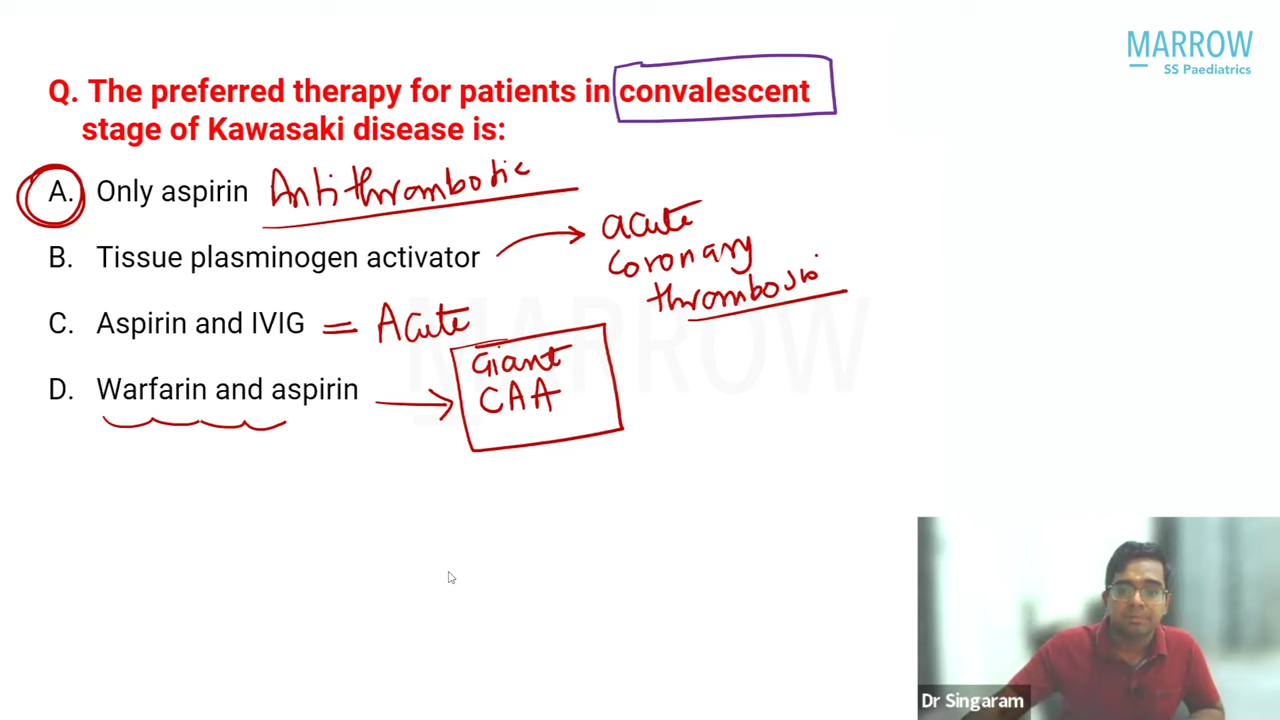 MARROW
SS Paediatrics
Q. The preferred therapy for patients in convalescent
stage of Kawasaki disease is:
A. Only aspirin Antithrombotic
B. Tissue plasminogen activator
acute
coronary
thrombosis
C. Aspirin and IVIG = Acute
Giant
CAA
D. Warfarin and aspirin
MARROW
Dr Singaram